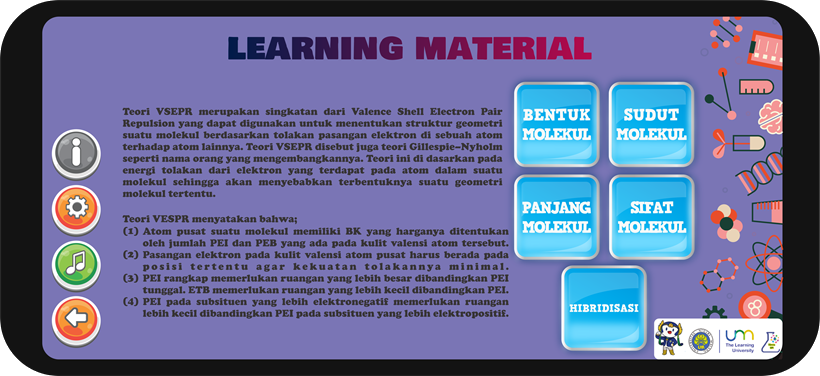 LEARNING MATERIAL
Teori VSEPR merupakan singkatan dari Valence Shell Electron Pair
Repulsion yang dapat digunakan untuk menentukan struktur geometri
suatu molekul berdasarkan tolakan pasangan elektron di sebuah atom
terhadap atom lainnya. Teori VSEPR disebut juga teori Gillespie–Nyholm
seperti nama orang yang mengembangkannya. Teori ini di dasarkan pada
energi tolakan dari elektron yang terdapat pada atom dalam suatu
molekul sehingga akan menyebabkan terbentuknya suatu geometri
molekul tertentu.
Teori VESPR menyatakan bahwa;
(1) Atom pusat suatu molekul memiliki BK yang harganya ditentukan
oleh jumlah PEI dan PEB yang ada pada kulit valensi atom tersebut.
(2) Pasangan elektron pada kulit valensi atom pusat harus berada pada
posisi tertentu agar kekuatan tolakannya minimal.
(3) PEI rangkap memerlukan ruangan yang lebih besar dibandingkan PEI
tunggal. ETB memerlukan ruangan yang lebih kecil dibandingkan PEI.
(4) PEI pada subsituen yang lebih elektronegatif memerlukan ruangan
lebih kecil dibandingkan PEI pada subsituen yang lebih elektropositif.
BENTUK
MOLEKUL
SUDUT
MOLEKUL
PANJANG
MOLEKUL
SIFAT
MOLEKUL
HIBRIDISASI
um
The Learning
University